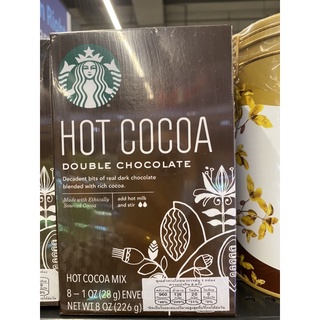 HOT COCOA
DOUBLE CHOCOLATE
Decadent bits of real dark chocolate
blended with rich cocoa.
Made with Ethically
Sourced Cocoa
add hot milk
and stir
HOT COCOA MIX
8 – 1 OZ (28 g) ENVE
NET WT 8 OZ (226 g)